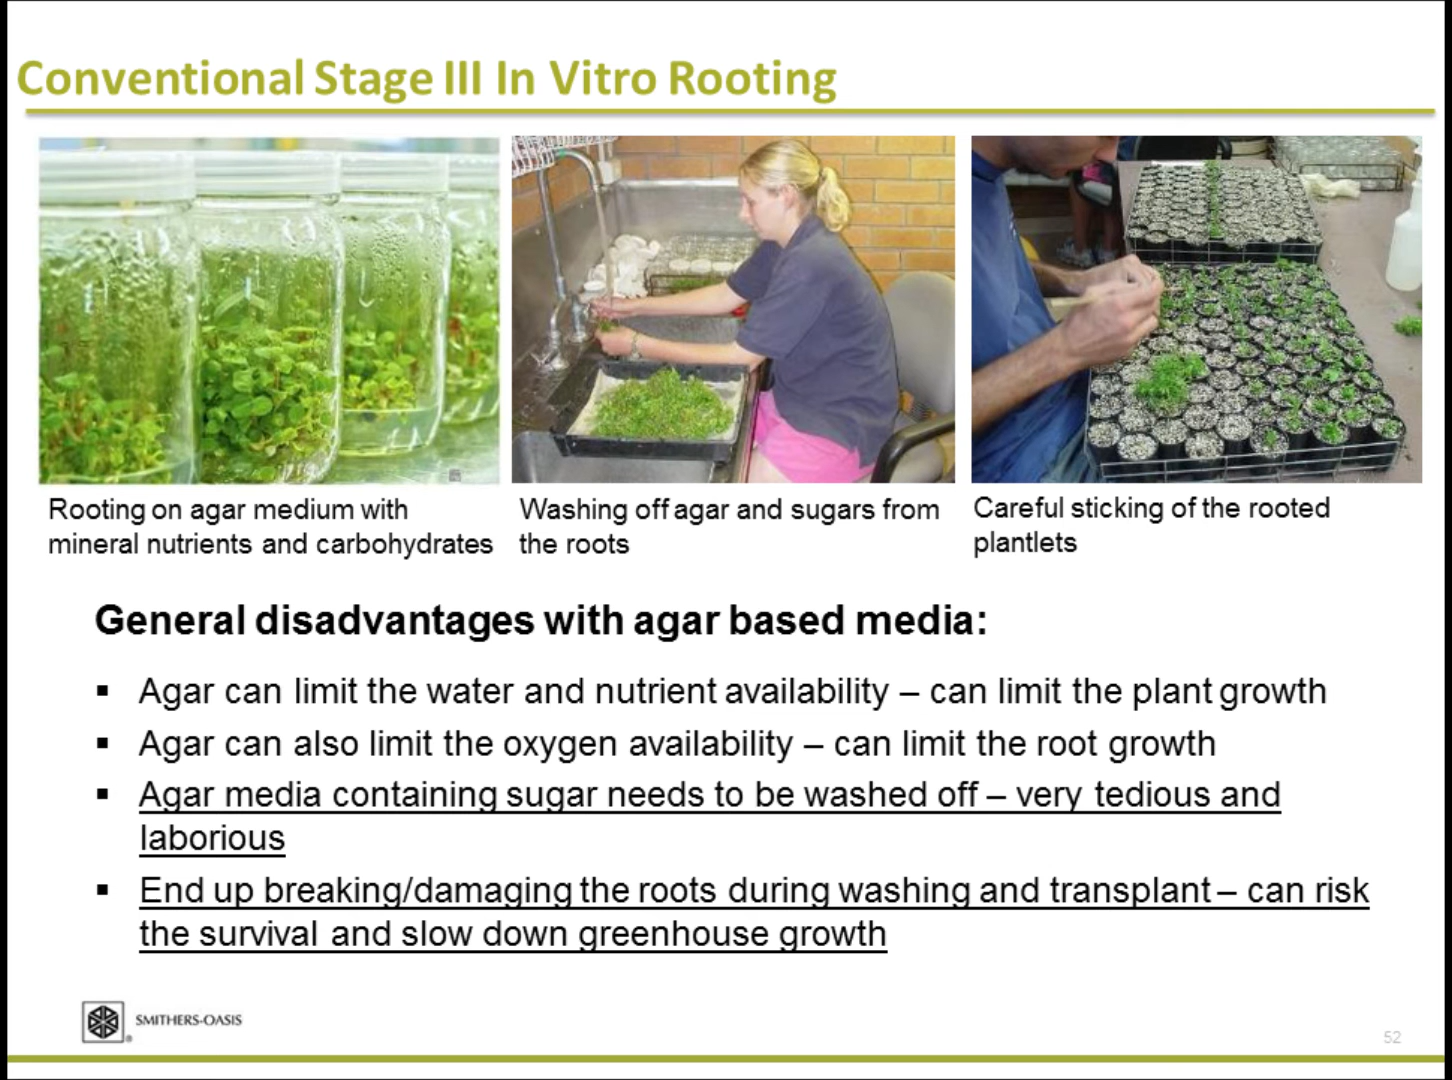 Conventional Stage III In Vitro Rooting
Rooting on agar medium with
mineral nutrients and carbohydrates
Washing off agar and sugars from
the roots
Careful sticking of the rooted
plantlets
General disadvantages with agar based media:
▪ Agar can limit the water and nutrient availability – can limit the plant growth
▪ Agar can also limit the oxygen availability – can limit the root growth
▪ Agar media containing sugar needs to be washed off – very tedious and
laborious
▪ End up breaking/damaging the roots during washing and transplant – can risk
the survival and slow down greenhouse growth
® SMITHERS-OASIS
52